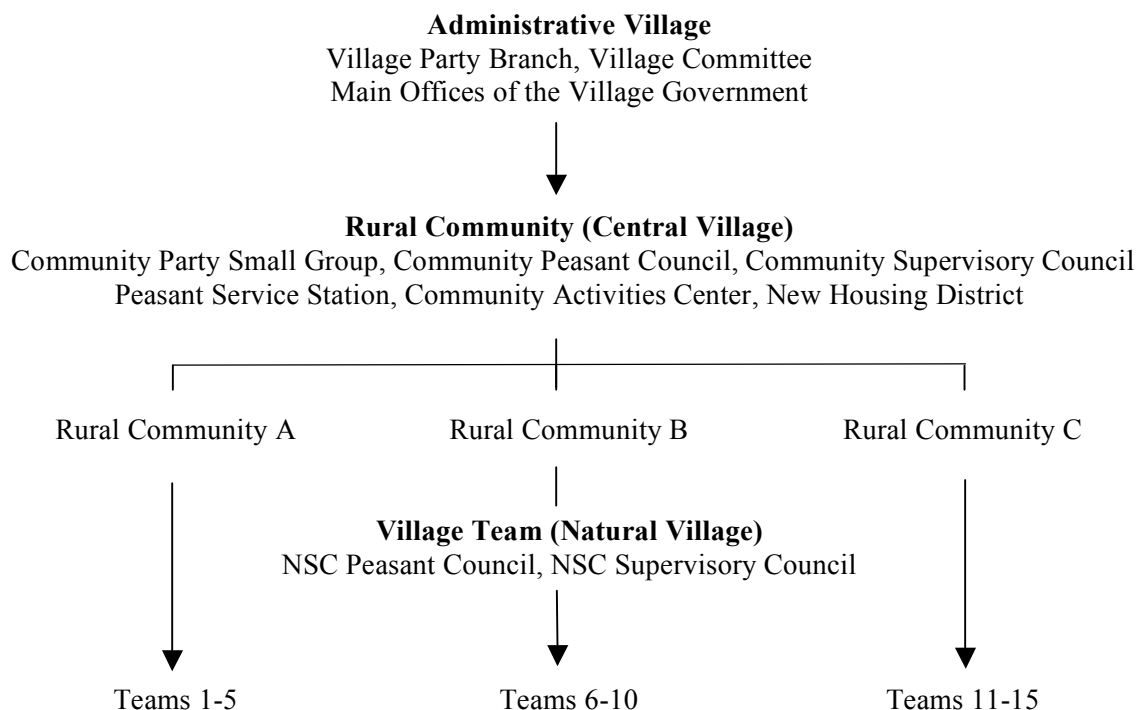 Administrative Village
Village Party Branch, Village Committee
Main Offices of the Village Government
Rural Community (Central Village)
Community Party Small Group, Community Peasant Council, Community Supervisory Council
Peasant Service Station, Community Activities Center, New Housing District
Rural Community A
Rural Community B
Rural Community C
Village Team (Natural Village)
NSC Peasant Council, NSC Supervisory Council
Teams 1-5
Teams 6-10
Teams 11-15